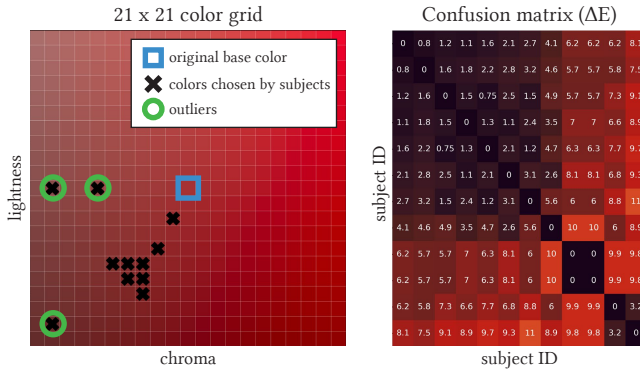 21 x 21 color grid
original base color
colors chosen by subjects
outliers
lightness
chroma
Confusion matrix (ΔE)
subject ID
0 0.8 1.2 1.1 1.6 2.1 2.7 4.1 6.2 6.2 6.2 8.1
0.8 0 1.6 1.8 2.2 2.8 3.2 4.6 5.7 5.7 5.8 7.5
1.2 1.6 0 1.5 0.75 2.5 1.5 4.9 5.7 5.7 7.3 9.1
1.1 1.8 1.5 0 1.3 1.1 2.4 3.5 7 7 6.6 8.9
1.6 2.2 0.75 1.3 0 2.1 1.2 4.7 6.3 6.3 7.7 9.7
2.1 2.8 2.5 1.1 2.1 0 3.1 2.6 8.1 8.1 6.8 9.3
2.7 3.2 1.5 2.4 1.2 3.1 0 5.6 6 6 8.8 11
4.1 4.6 4.9 3.5 4.7 2.6 5.6 0 10 10 6 8.9
6.2 5.7 5.7 7 6.3 8.1 6 10 0 0 9.9 9.8
6.2 5.7 5.7 7 6.3 8.1 6 10 0 0 9.9 9.8
6.2 5.8 7.3 6.6 7.7 6.8 8.8 6 9.9 9.9 0 3.2
8.1 7.5 9.1 8.9 9.7 9.3 11 8.9 9.8 9.8 3.2 0
subject ID